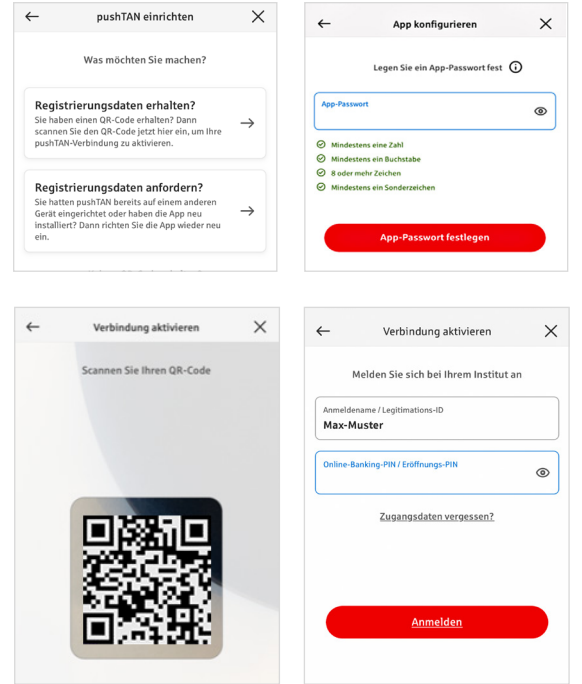 pushTAN einrichten
Was möchten Sie machen?
Registrierungsdaten erhalten?
Sie haben einen QR-Code erhalten? Dann
scannen Sie den QR-Code jetzt hier ein, um Ihre
pushTAN-Verbindung zu aktivieren.
Registrierungsdaten anfordern?
Sie hatten pushTAN bereits auf einem anderen
Gerät eingerichtet oder haben die App neu
installiert? Dann richten Sie die App wieder neu
ein.
App konfigurieren
Legen Sie ein App-Passwort fest
App-Passwort
Mindestens eine Zahl
Mindestens ein Buchstabe
8 oder mehr Zeichen
Mindestens ein Sonderzeichen
App-Passwort festlegen
Verbindung aktivieren
Scannen Sie Ihren QR-Code
Verbindung aktivieren
Melden Sie sich bei Ihrem Institut an
Anmeldename / Legitimations-ID
Max-Muster
Online-Banking-PIN / Eröffnungs-PIN
Zugangsdaten vergessen?
Anmelden